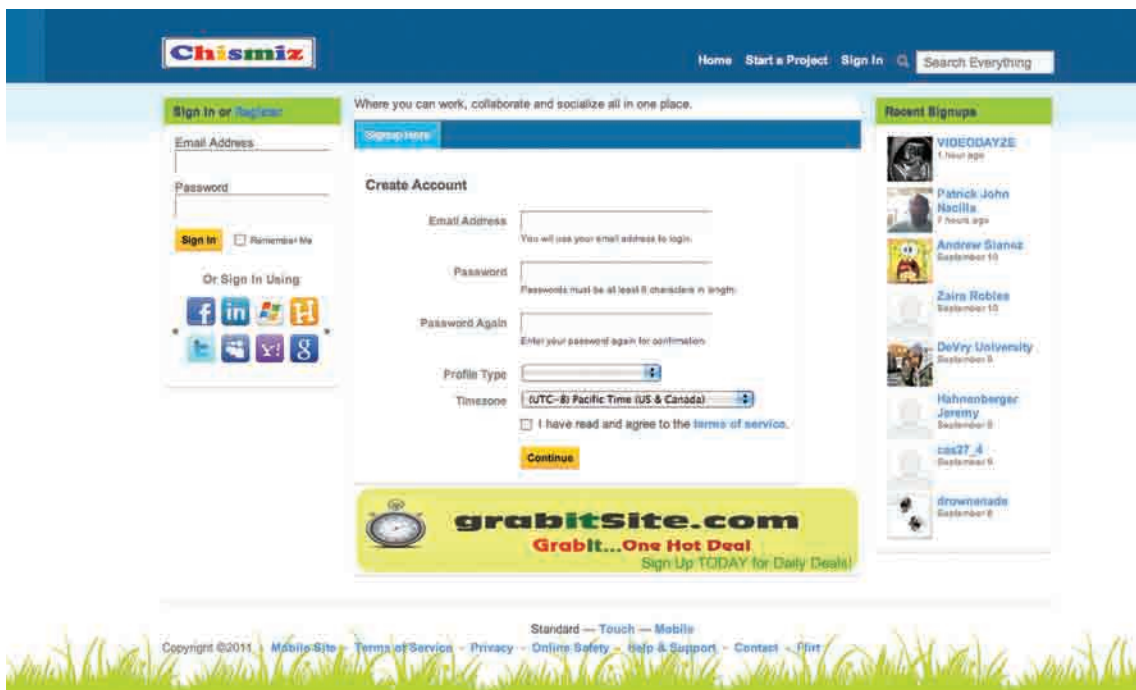 Chismiz
Home Start a Project Sign In Search Everything
Sign In or Register
Email Address
Password
Sign In Remember Me
Or Sign In Using
Where you can work, collaborate and socialize all in one place.
Signup Here
Create Account
Email Address
You will use your email address to login.
Password
Passwords must be at least 6 characters in length.
Password Again
Enter your password again for confirmation.
Profile Type
Timezone (UTC-8) Pacific Time (US & Canada)
I have read and agree to the terms of service.
Continue
grabitSite.com
GrabIt...One Hot Deal
Sign Up TODAY for Daily Deals!
Recent Signups
VIDEODAYZE
1 hour ago
Patrick John
Nacilla
7 hours ago
Andrew
September 10
Zaira Robles
September 10
DeVry University
September 9
Hahnenberger
Jeremy
September 9
cas27_4
September 9
drownenade
September 8
Standard — Touch — Mobile
Copyright ©2011 - Mobile Site - Terms of Service - Privacy - Online Safety - Help & Support - Contact - Flirt